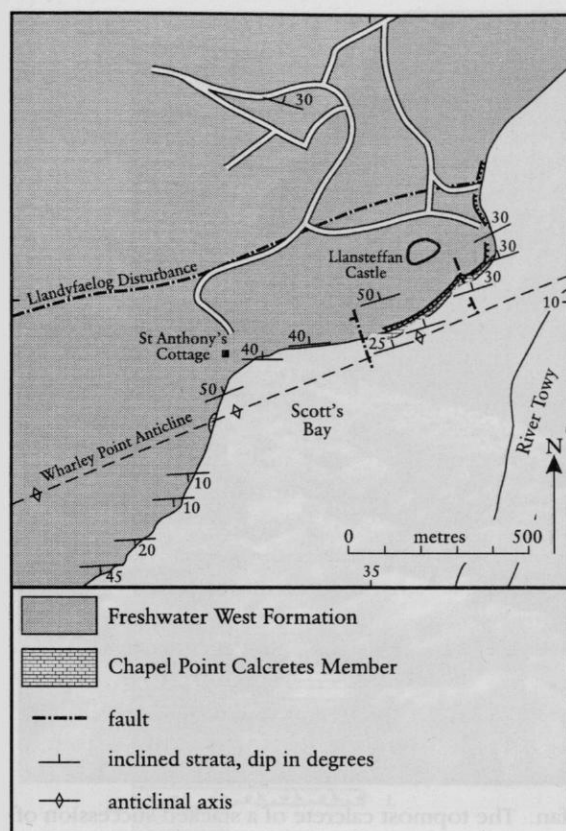 30
Llandyfaelog Disturbance
Llansteffan
Castle
30
30
30
50
10
St Anthony's
Cottage
40
40
25
50
Wharley Point Anticline
Scott's
Bay
River Towy
N
10
10
20
45
0 metres 500
35
Freshwater West Formation
Chapel Point Calcretes Member
fault
inclined strata, dip in degrees
anticlinal axis